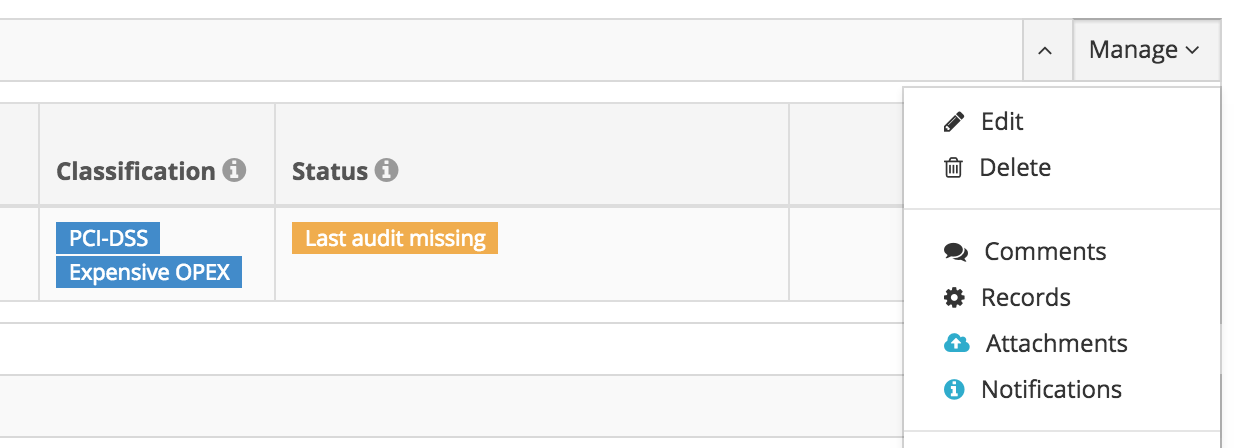 Manage
Edit
Delete
Classification
Status
PCI-DSS
Last audit missing
Expensive OPEX
Comments
Records
Attachments
Notifications